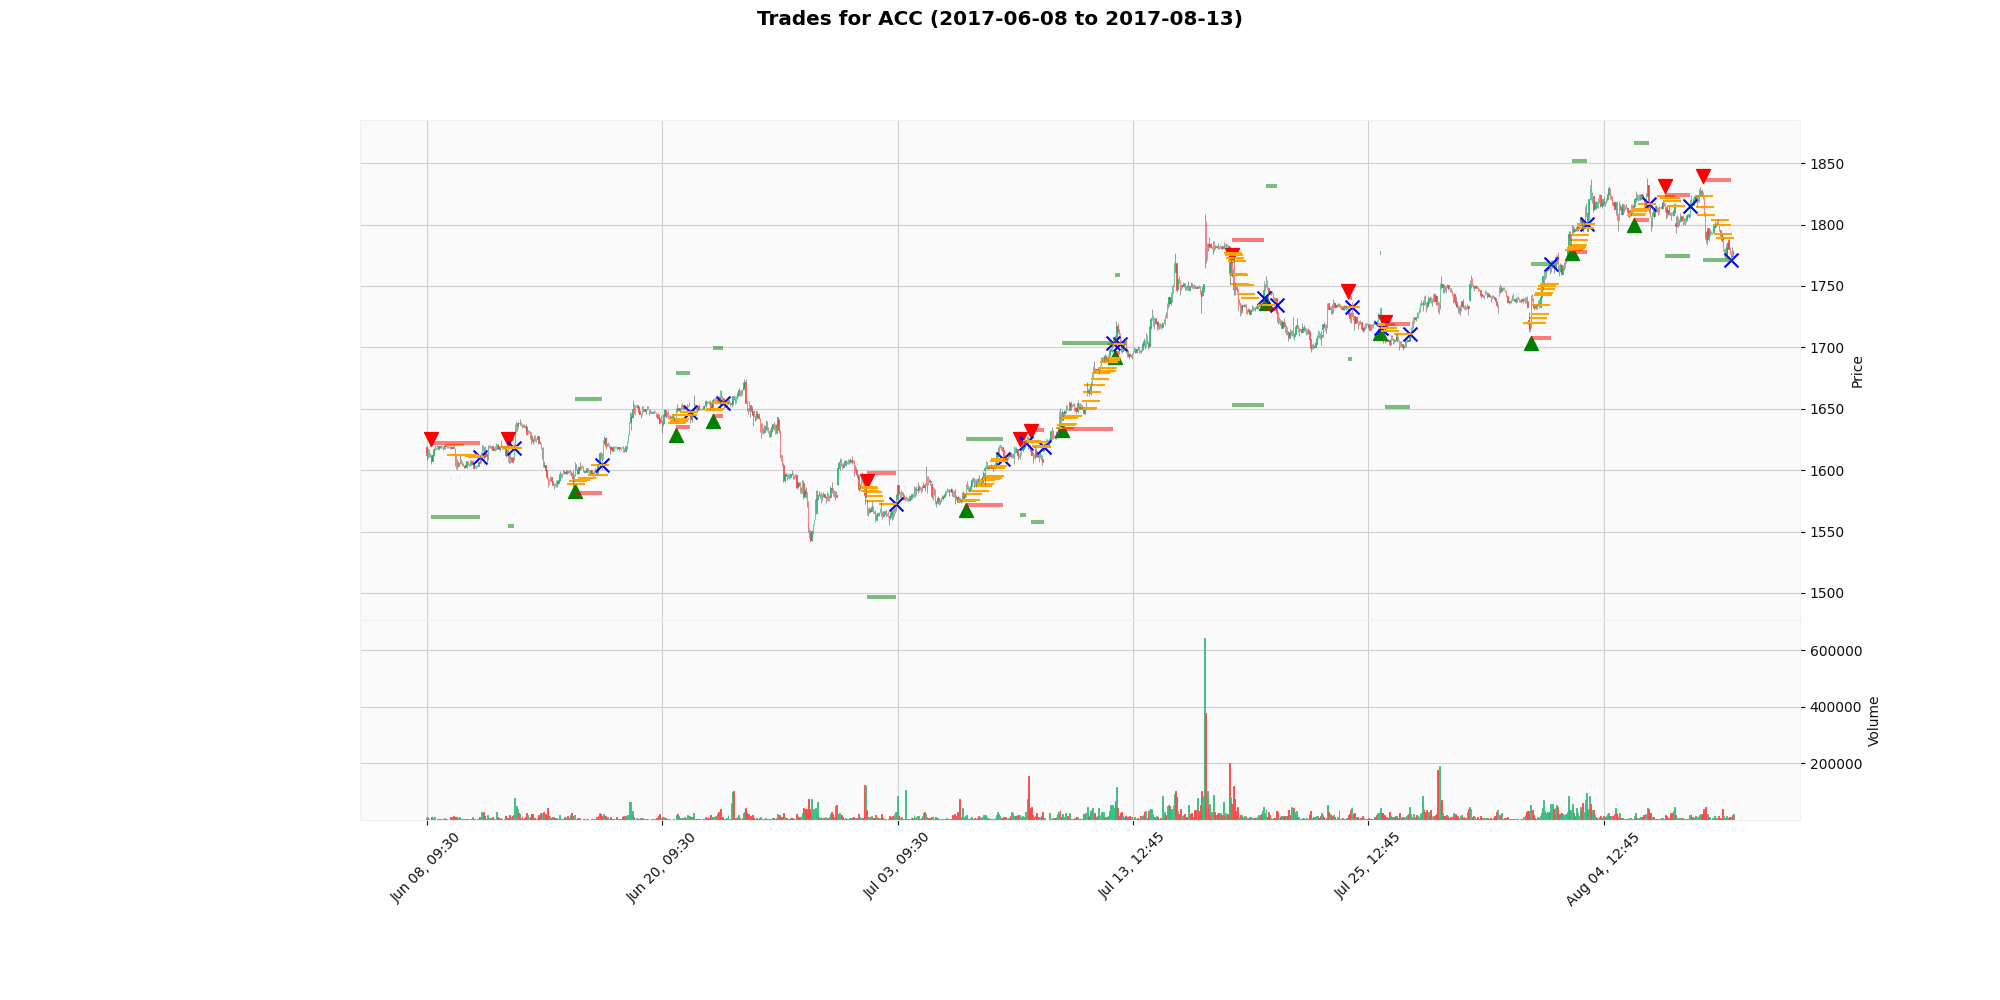 Trades for ACC (2017-06-08 to 2017-08-13)
1850
1800
1750
1700
1650
1600
1550
1500
Price
600000
400000
200000
Volume
Jun 08, 09:30
Jun 20, 09:30
Jul 03, 09:30
Jul 13, 12:45
Jul 25, 12:45
Aug 04, 12:45